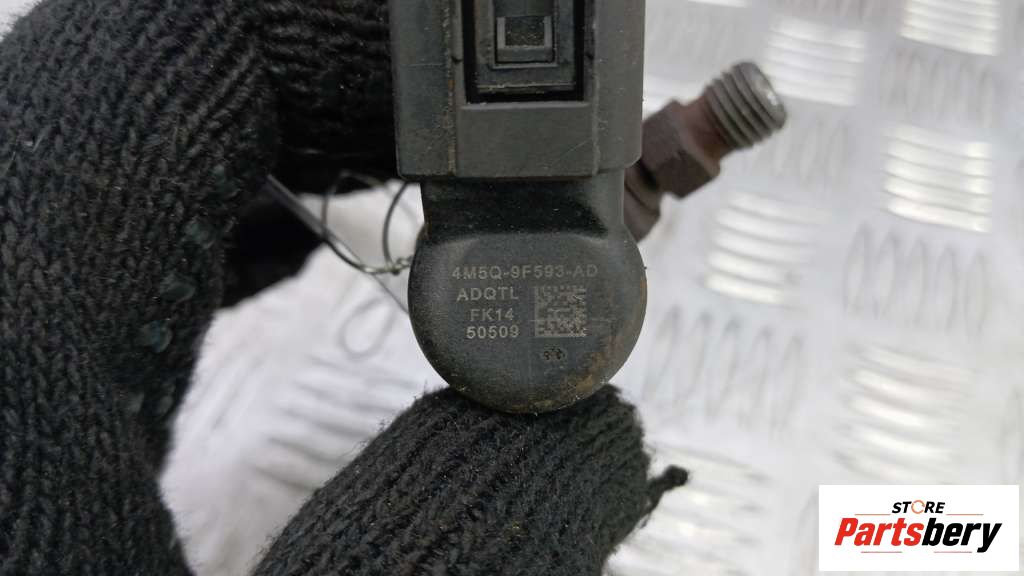 4M5Q-9F593-AD
ADQTL
FK14
50509
STORE
Partsbery